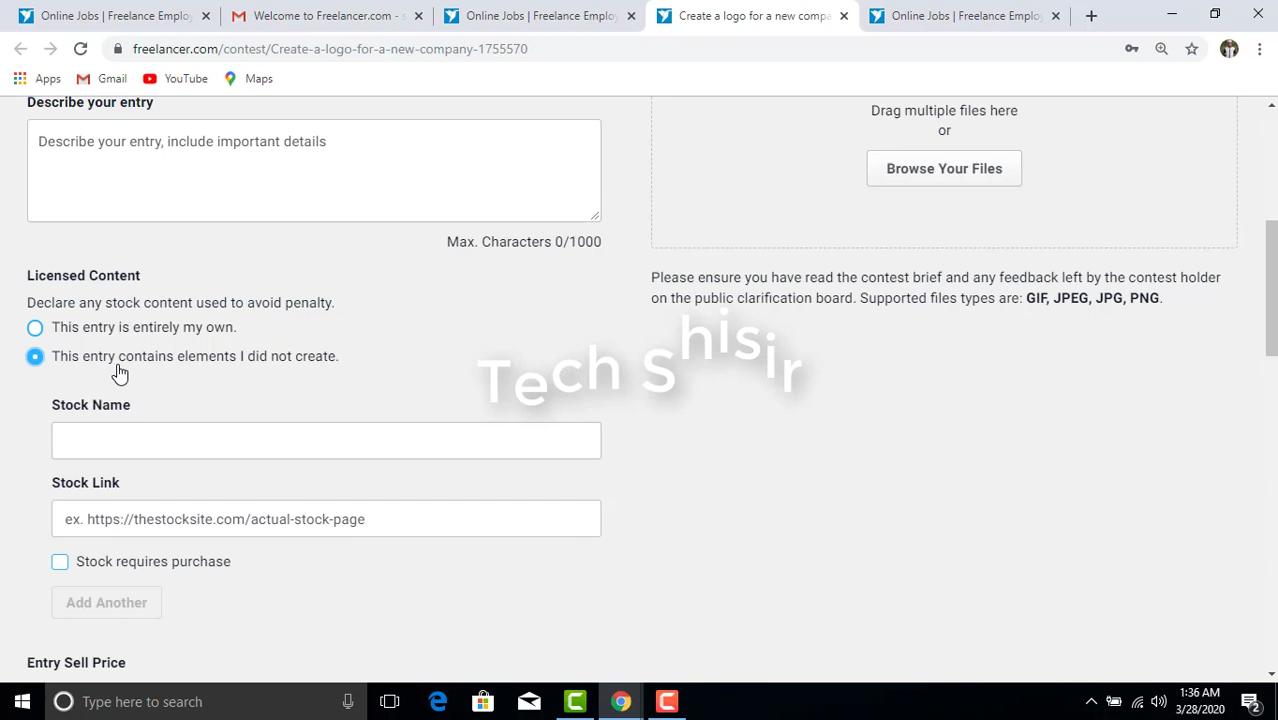 Online Jobs | Freelance Employ
Welcome to Freelancer.com - s
Online Jobs | Freelance Employ
Create a logo for a new compa
Online Jobs | Freelance Employ
freelancer.com/contest/Create-a-logo-for-a-new-company-1755570
Apps
Gmail
YouTube
Maps
Describe your entry
Describe your entry, include important details
Max. Characters 0/1000
Drag multiple files here
or
Browse Your Files
Please ensure you have read the contest brief and any feedback left by the contest holder
on the public clarification board. Supported files types are: GIF, JPEG, JPG, PNG.
Licensed Content
Declare any stock content used to avoid penalty.
This entry is entirely my own.
This entry contains elements I did not create.
Tech Shisir
Stock Name
Stock Link
ex. https://thestocksite.com/actual-stock-page
Stock requires purchase
Add Another
Entry Sell Price
Type here to search
1:36 AM
3/28/2020
2